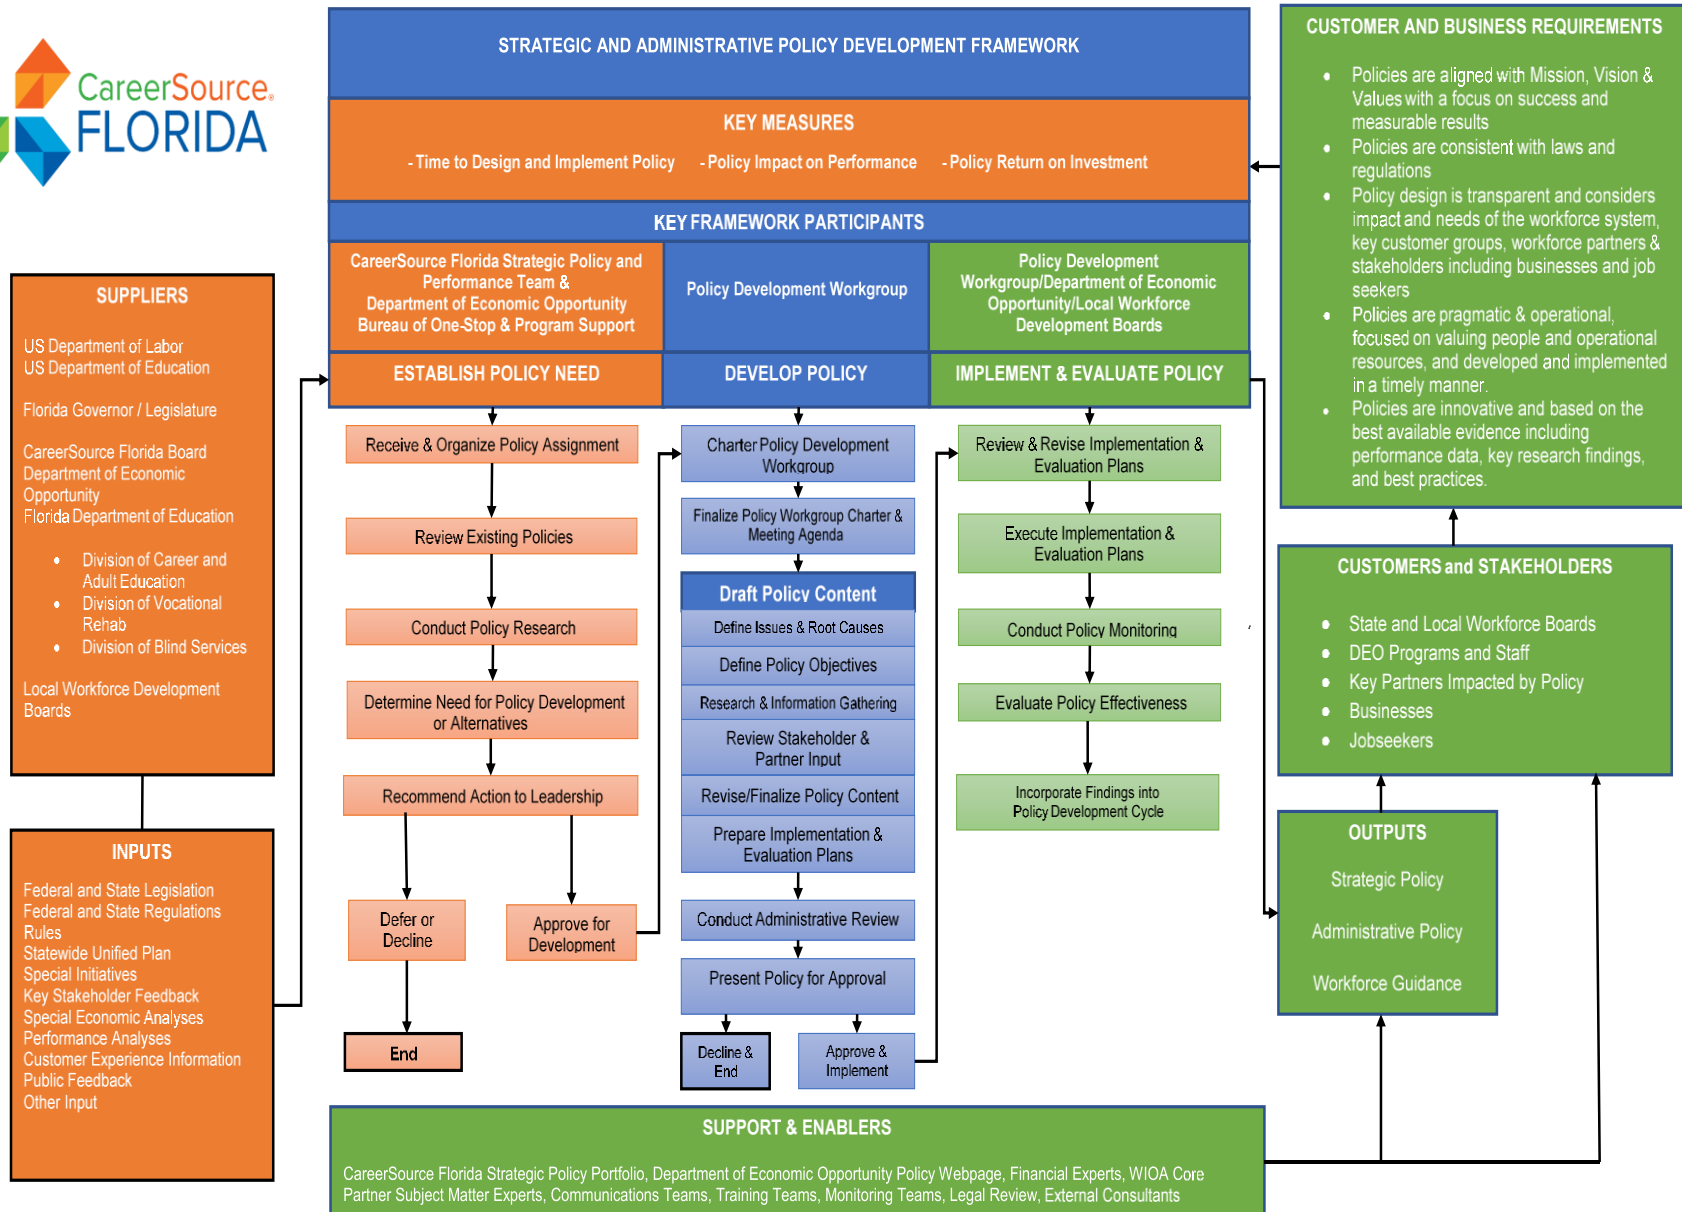 CareerSource®
FLORIDA
STRATEGIC AND ADMINISTRATIVE POLICY DEVELOPMENT FRAMEWORK
KEY MEASURES
- Time to Design and Implement Policy - Policy Impact on Performance - Policy Return on Investment
KEY FRAMEWORK PARTICIPANTS
CareerSource Florida Strategic Policy and
Performance Team &
Department of Economic Opportunity
Bureau of One-Stop & Program Support
Policy Development Workgroup
Policy Development
Workgroup/Department of Economic
Opportunity/Local Workforce
Development Boards
SUPPLIERS
US Department of Labor
US Department of Education
Florida Governor / Legislature
CareerSource Florida Board
Department of Economic
Opportunity
Florida Department of Education
• Division of Career and
Adult Education
• Division of Vocational
Rehab
• Division of Blind Services
Local Workforce Development
Boards
INPUTS
Federal and State Legislation
Federal and State Regulations
Rules
Statewide Unified Plan
Special Initiatives
Key Stakeholder Feedback
Special Economic Analyses
Performance Analyses
Customer Experience Information
Public Feedback
Other Input
ESTABLISH POLICY NEED
Receive & Organize Policy Assignment
Review Existing Policies
Conduct Policy Research
Determine Need for Policy Development
or Alternatives
Recommend Action to Leadership
Defer or
Decline
Approve for
Development
End
DEVELOP POLICY
Charter Policy Development
Workgroup
Finalize Policy Workgroup Charter &
Meeting Agenda
Draft Policy Content
Define Issues & Root Causes
Define Policy Objectives
Research & Information Gathering
Review Stakeholder &
Partner Input
Revise/Finalize Policy Content
Prepare Implementation &
Evaluation Plans
Conduct Administrative Review
Present Policy for Approval
Decline &
End
Approve &
Implement
IMPLEMENT & EVALUATE POLICY
Review & Revise Implementation &
Evaluation Plans
Execute Implementation &
Evaluation Plans
Conduct Policy Monitoring
Evaluate Policy Effectiveness
Incorporate Findings into
Policy Development Cycle
CUSTOMER AND BUSINESS REQUIREMENTS
• Policies are aligned with Mission, Vision &
Values with a focus on success and
measurable results
• Policies are consistent with laws and
regulations
• Policy design is transparent and considers
impact and needs of the workforce system,
key customer groups, workforce partners &
stakeholders including businesses and job
seekers
• Policies are pragmatic & operational,
focused on valuing people and operational
resources, and developed and implemented
in a timely manner.
• Policies are innovative and based on the
best available evidence including
performance data, key research findings,
and best practices.
CUSTOMERS and STAKEHOLDERS
• State and Local Workforce Boards
• DEO Programs and Staff
• Key Partners Impacted by Policy
• Businesses
• Jobseekers
OUTPUTS
Strategic Policy
Administrative Policy
Workforce Guidance
SUPPORT & ENABLERS
CareerSource Florida Strategic Policy Portfolio, Department of Economic Opportunity Policy Webpage, Financial Experts, WIOA Core
Partner Subject Matter Experts, Communications Teams, Training Teams, Monitoring Teams, Legal Review, External Consultants